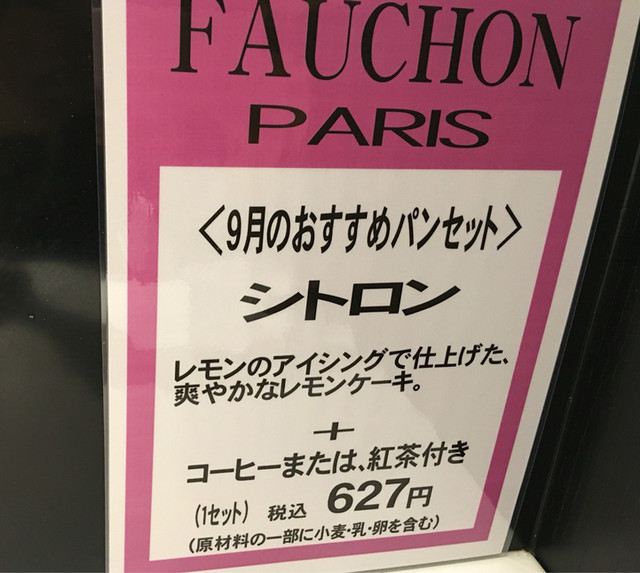 FAUCHON
PARIS
〈9月のおすすめパンセット〉
シトロン
レモンのアイシングで仕上げた、
爽やかなレモンケーキ。
+
コーヒーまたは、紅茶付き
(1セット) 税込 627円
(原材料の一部に小麦・乳・卵を含む)